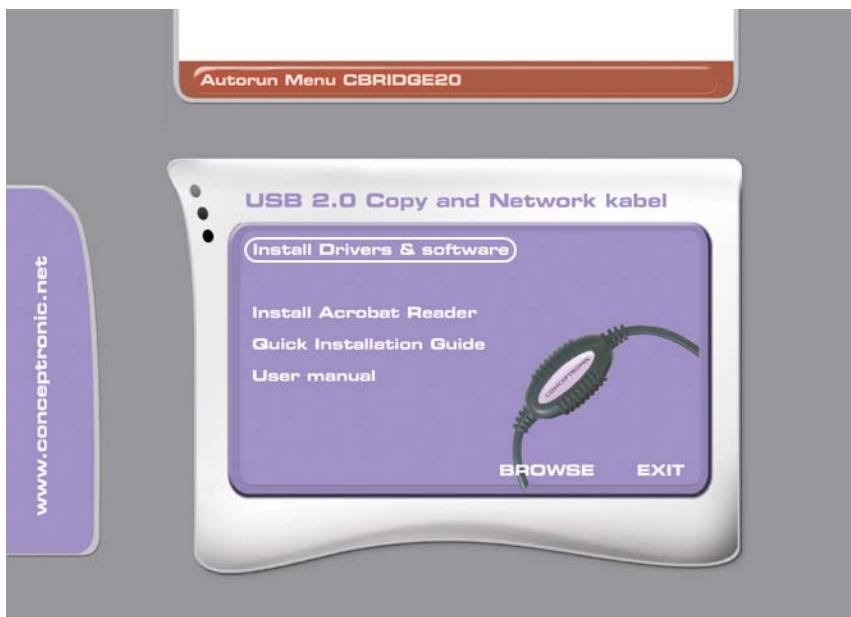 Autorun Menu CBRIDGE20
USB 2.0 Copy and Network kabel
Install Drivers & software
Install Acrobat Reader
Quick Installation Guide
User manual
CONCEPTRONIC
BROWSE EXIT
www.conceptronic.net